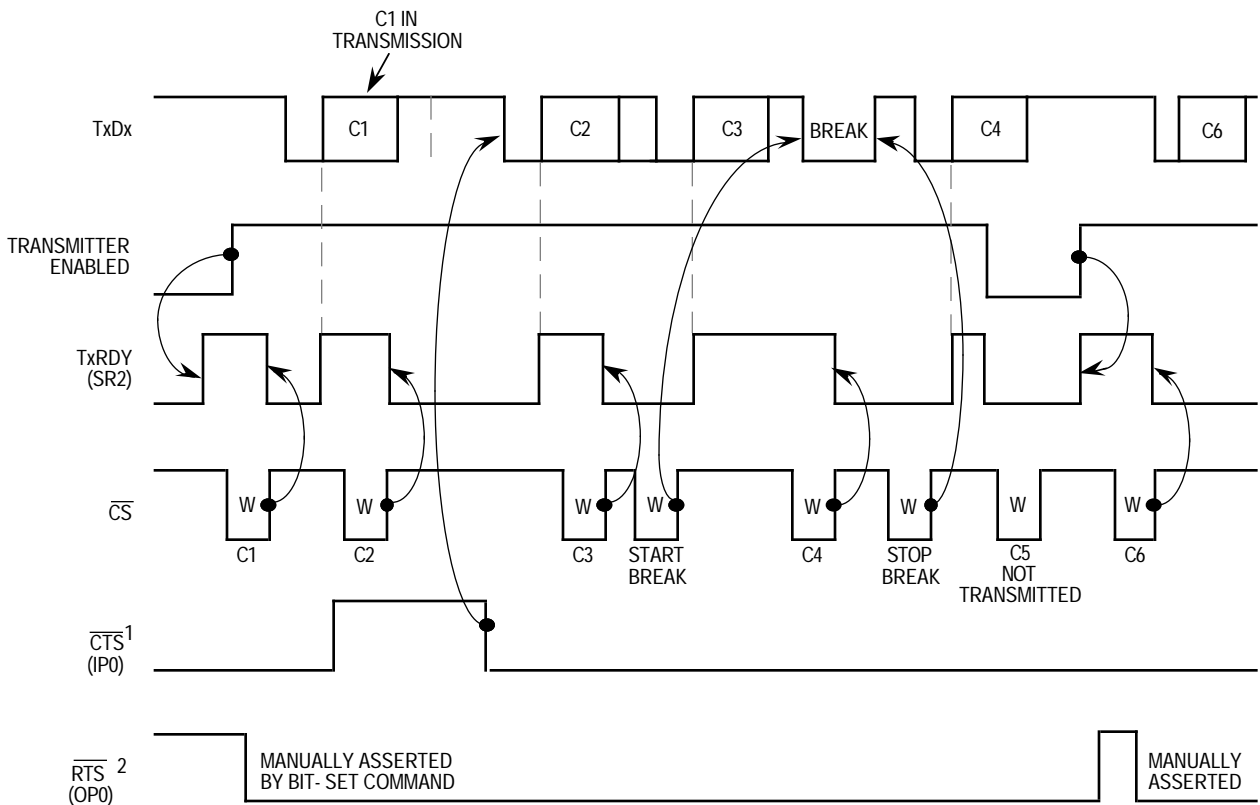 C1 IN
TRANSMISSION
TxDx
C1
C2
C3
BREAK
C4
C6
TRANSMITTER
ENABLED
TxRDY
(SR2)
CS
W
W
W
W
W
W
W
W
C1
C2
C3
START
BREAK
C4
STOP
BREAK
C5
NOT
TRANSMITTED
C6
CTS1
(IP0)
RTS 2
(OP0)
MANUALLY ASSERTED
BY BIT- SET COMMAND
MANUALLY
ASSERTED